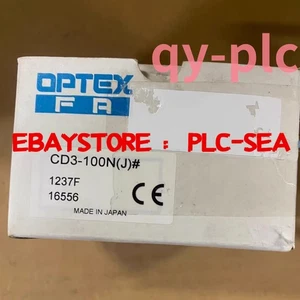 qy-plc
OPTEX
FA
EBAYSTORE：PLC-SEA
CD3-100N(J)#
1237F
16556
CE
MADE IN JAPAN